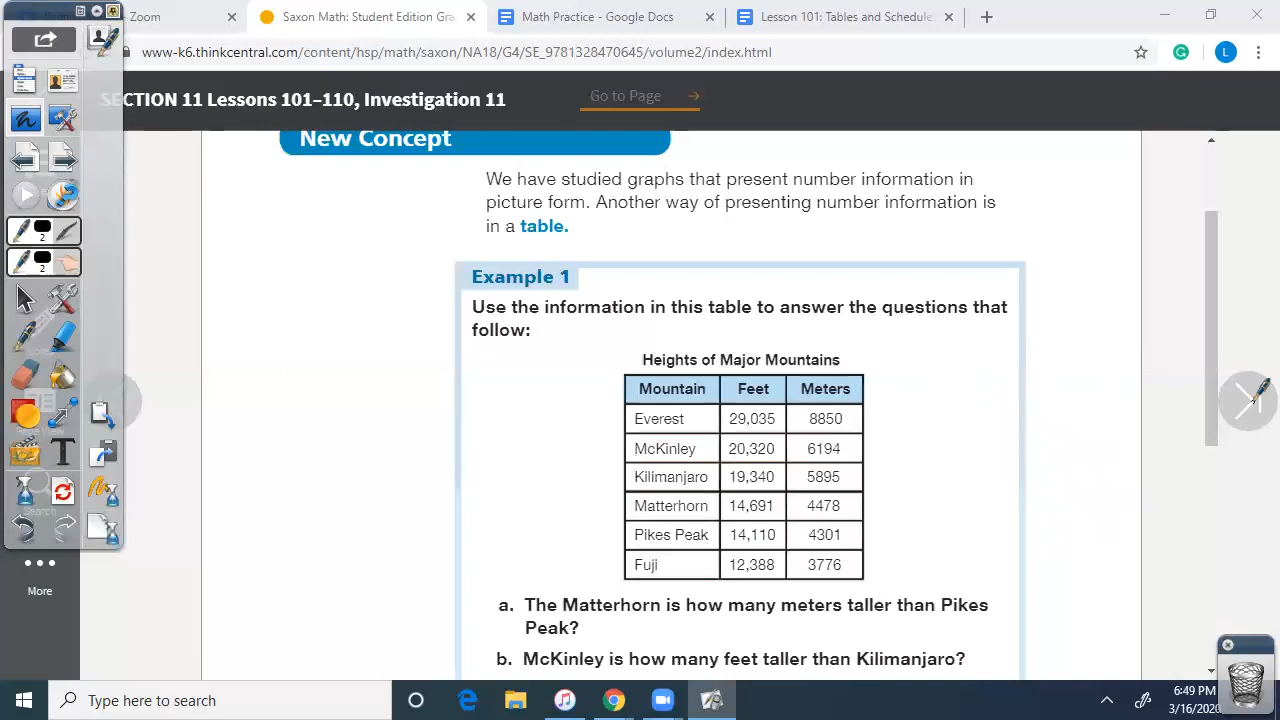 Zoom
Saxon Math: Student Edition Gra
Math Practice - Google Docs
101: Tables and Schedule
www-k6.thinkcentral.com/content/hsp/math/saxon/NA18/G4/SE_9781328470645/volume2/index.html
L
SECTION 11 Lessons 101–110, Investigation 11
Go to Page
New Concept
We have studied graphs that present number information in
picture form. Another way of presenting number information is
in a table.
Example 1
Use the information in this table to answer the questions that
follow:
Heights of Major Mountains
Mountain Feet Meters
Everest 29,035 8850
McKinley 20,320 6194
Kilimanjaro 19,340 5895
Matterhorn 14,691 4478
Pikes Peak 14,110 4301
Fuji 12,388 3776
a. The Matterhorn is how many meters taller than Pikes
Peak?
b. McKinley is how many feet taller than Kilimanjaro?
2
2
T
Search
More
Type here to search
6:49 PM
3/16/2020